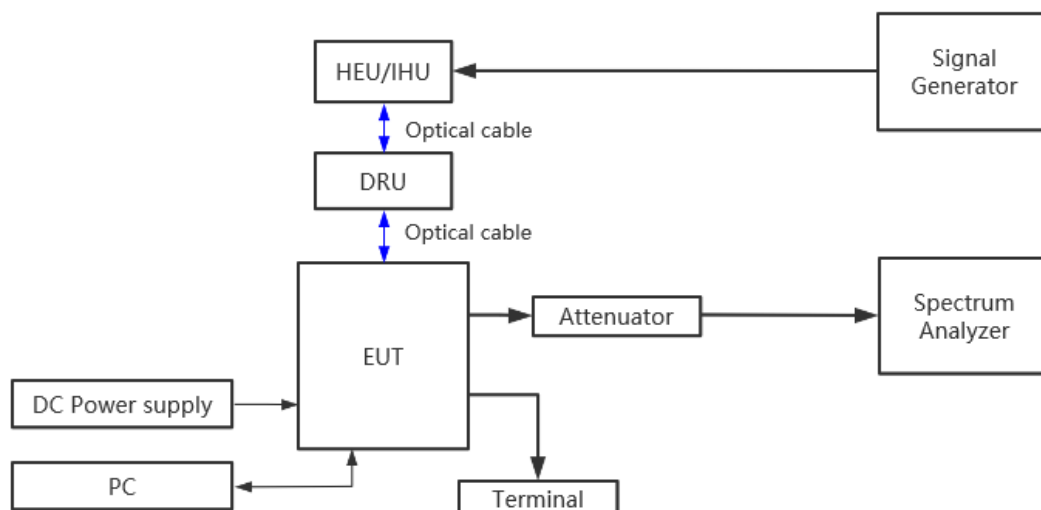 HEU/IHU
Signal
Generator
Optical cable
DRU
Optical cable
EUT
Attenuator
Spectrum
Analyzer
DC Power supply
PC
Terminal